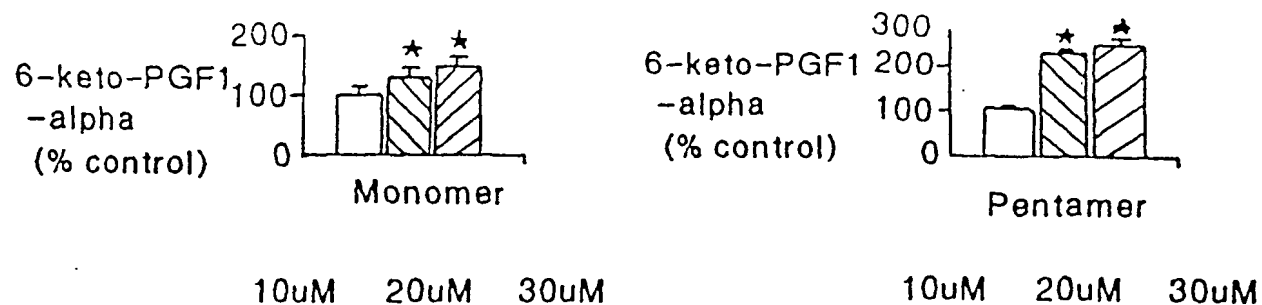 200
6-keto-PGF1
100
-alpha
(% control)
0
★ ★
Monomer
10uM 20uM 30uM
300
6-keto-PGF1
200
-alpha
100
(% control)
0
★ ★
Pentamer
10uM 20uM 30uM